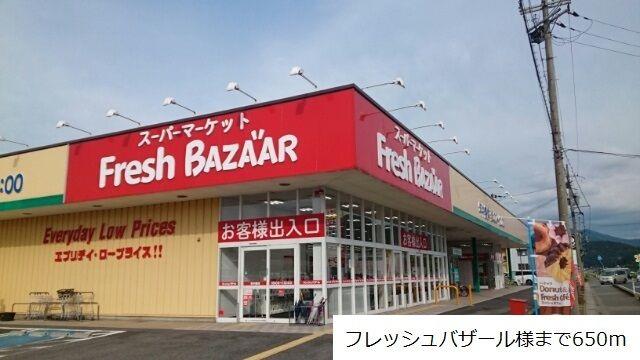 スーパーマーケット
Fresh BAZAAR
スーパーマーケット
Fresh BAZAAR
:00
Everyday Low Prices
エブリデイ・ロープライス!!
お客様出入口
Donut&
フレッシュバザール様まで650m